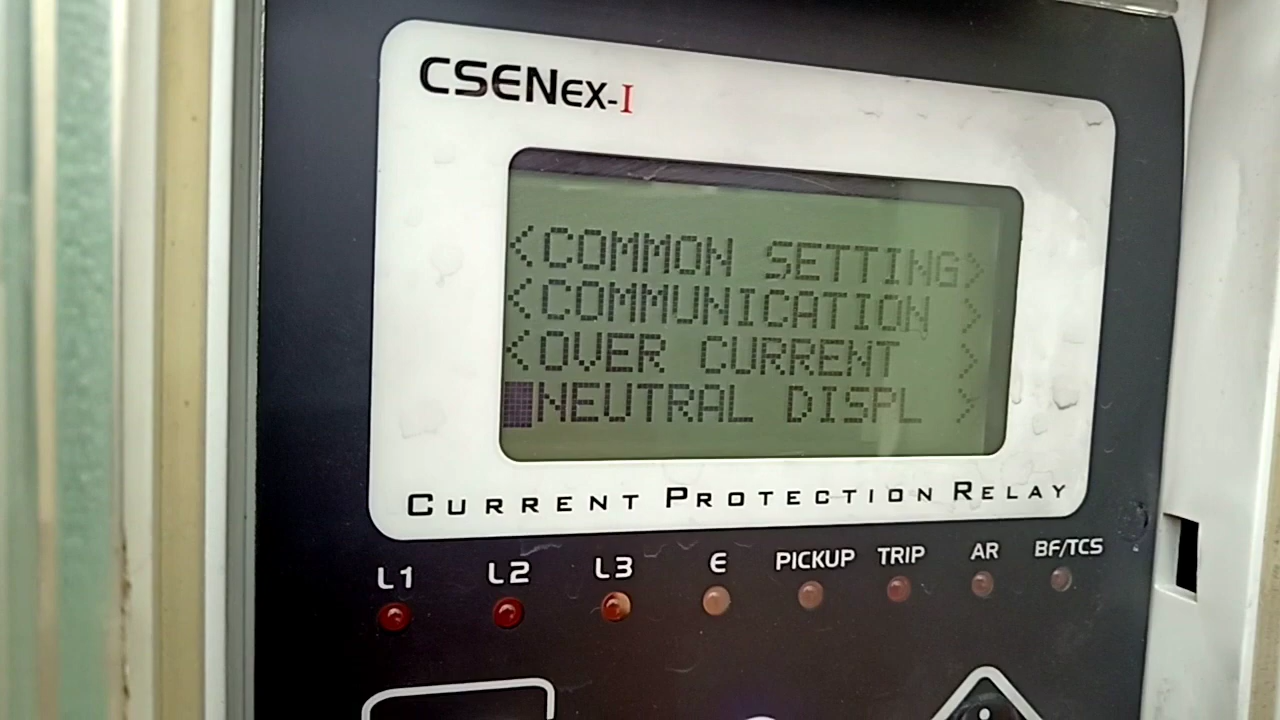 CSENEX-I
<COMMON SETTING>
<COMMUNICATION >
<OVER CURRENT >
NEUTRAL DISPL >
CURRENT PROTECTION RELAY
L1 L2 L3 E PICKUP TRIP AR BF/TCS